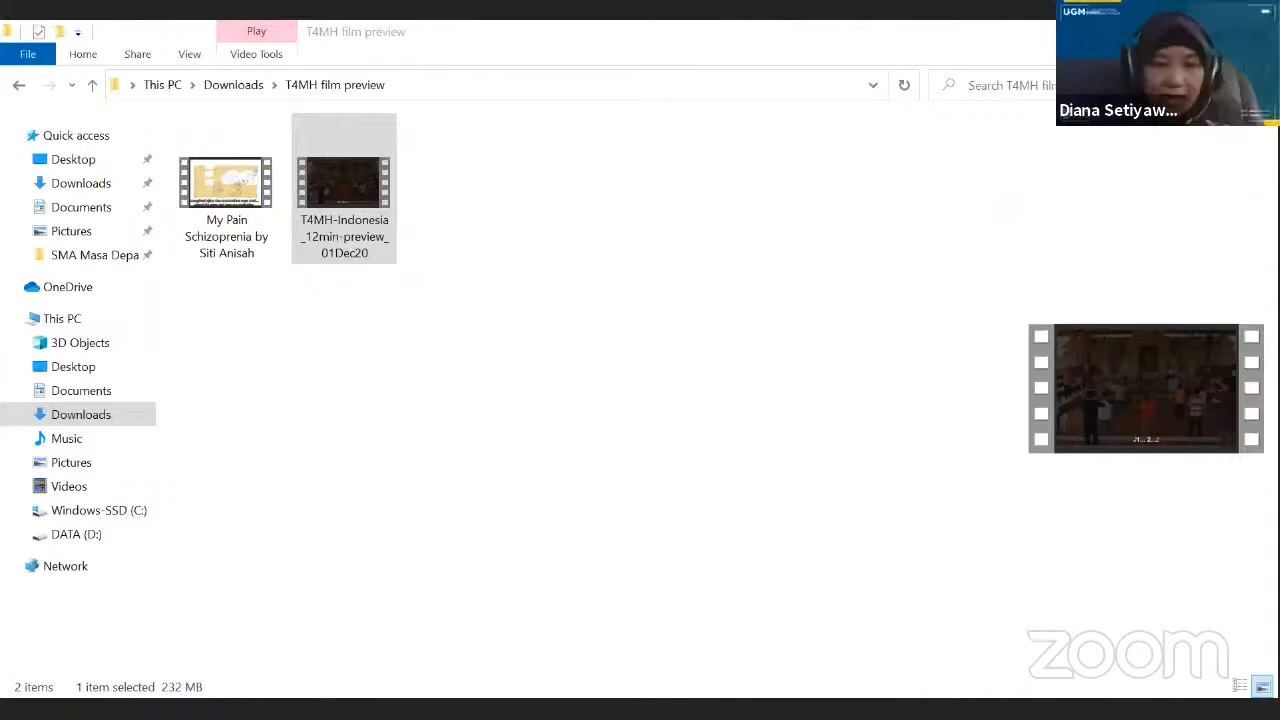 Play
T4MH film preview
File
Home
Share
View
Video Tools
This PC
Downloads
T4MH film preview
Search T4MH film
UGM
Diana Setiyaw...
Quick access
Desktop
Downloads
Documents
Pictures
SMA Masa Depa
OneDrive
This PC
3D Objects
Desktop
Documents
Downloads
Music
Pictures
Videos
Windows-SSD (C:)
DATA (D:)
Network
My Pain
Schizoprenia by
Siti Anisah
T4MH-Indonesia
_12min-preview_
01Dec20
2 items
1 item selected 232 MB
zoom